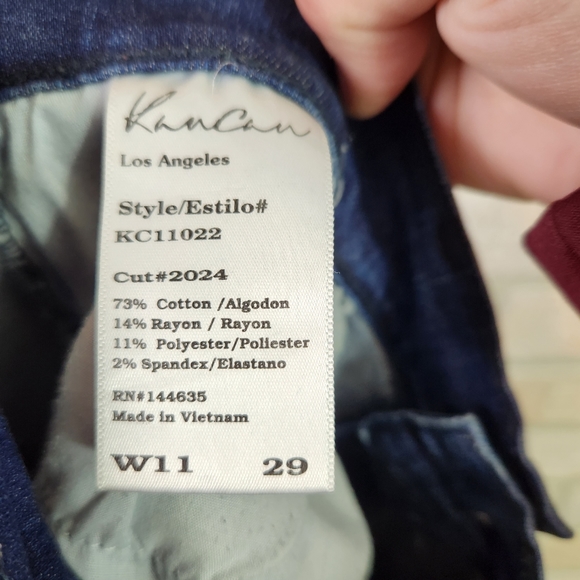 KanCan
Los Angeles
Style/Estilo#
KC11022
Cut#2024
73% Cotton /Algodon
14% Rayon / Rayon
11% Polyester/Poliester
2% Spandex/Elastano
RN#144635
Made in Vietnam
W11 29